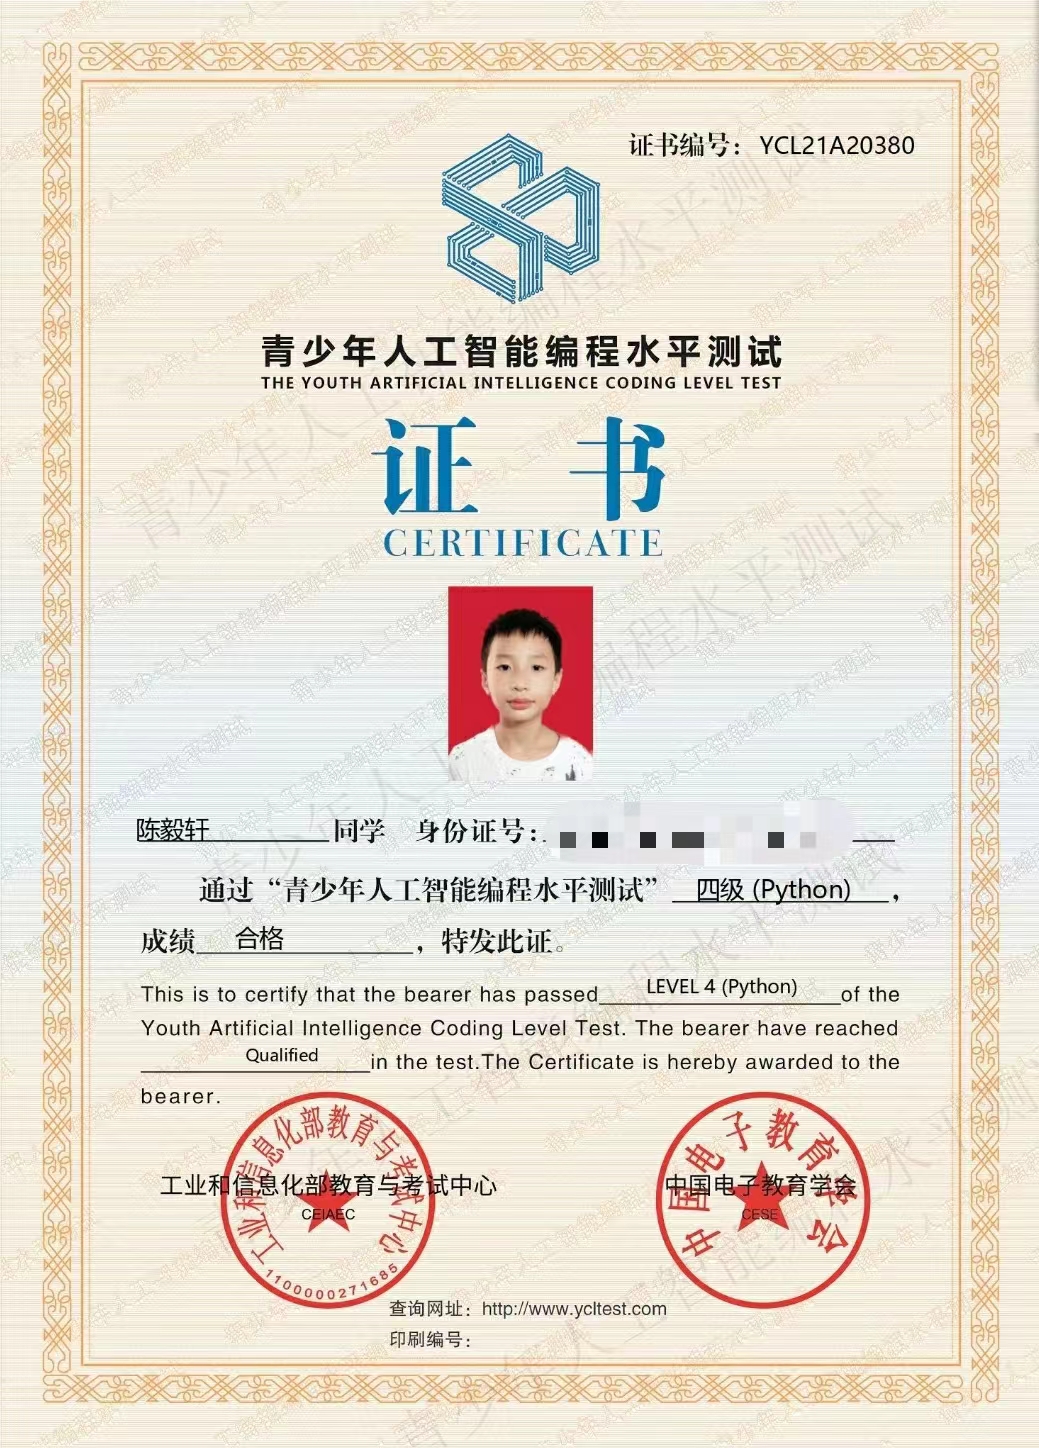 证书编号： YCL21A20380
青少年人工智能编程水平测试
THE YOUTH ARTIFICIAL INTELLIGENCE CODING LEVEL TEST
证 书
CERTIFICATE
陈毅轩 同学 身份证号：
通过“青少年人工智能编程水平测试” 四级 (Python) ，
成绩 合格 ，特发此证。
This is to certify that the bearer has passed LEVEL 4 (Python) of the
Youth Artificial Intelligence Coding Level Test. The bearer have reached
Qualified in the test.The Certificate is hereby awarded to the
bearer.
工业和信息化部教育与考试中心
工业和信息化部教育与考试中心
CEIAEC
1100000271685
中国电子教育学会
中国电子教育学会
CESE
查询网址：http://www.ycltest.com
印刷编号：